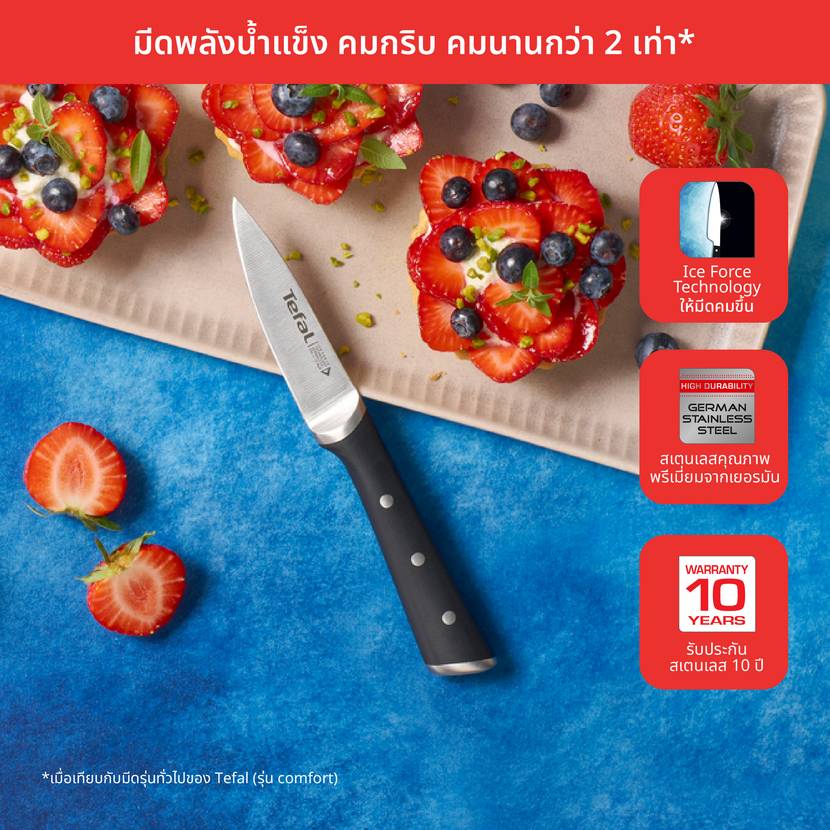 มีดพลังน้ำแข็ง คมกริบ คมนานกว่า 2 เท่า*
Tefal
Ice Force
Technology
ให้มีดคมขึ้น
HIGH DURABILITY
GERMAN
STAINLESS
STEEL
สเตนเลสคุณภาพ
พรีเมี่ยมจากเยอรมัน
WARRANTY
10
YEARS
รับประกัน
สเตนเลส 10 ปี
*เมื่อเทียบกับมีดรุ่นทั่วไปของ Tefal (รุ่น comfort)